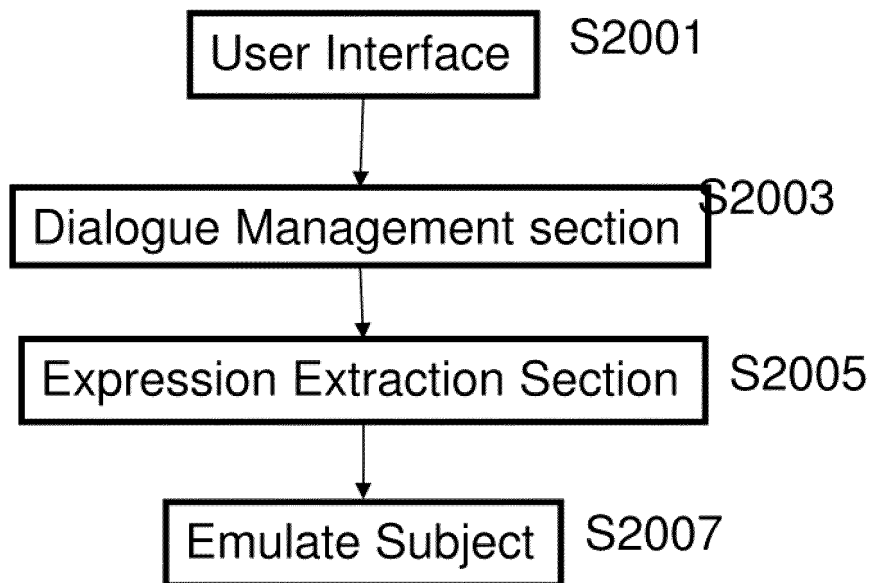 User Interface S2001
Dialogue Management section S2003
Expression Extraction Section S2005
Emulate Subject S2007